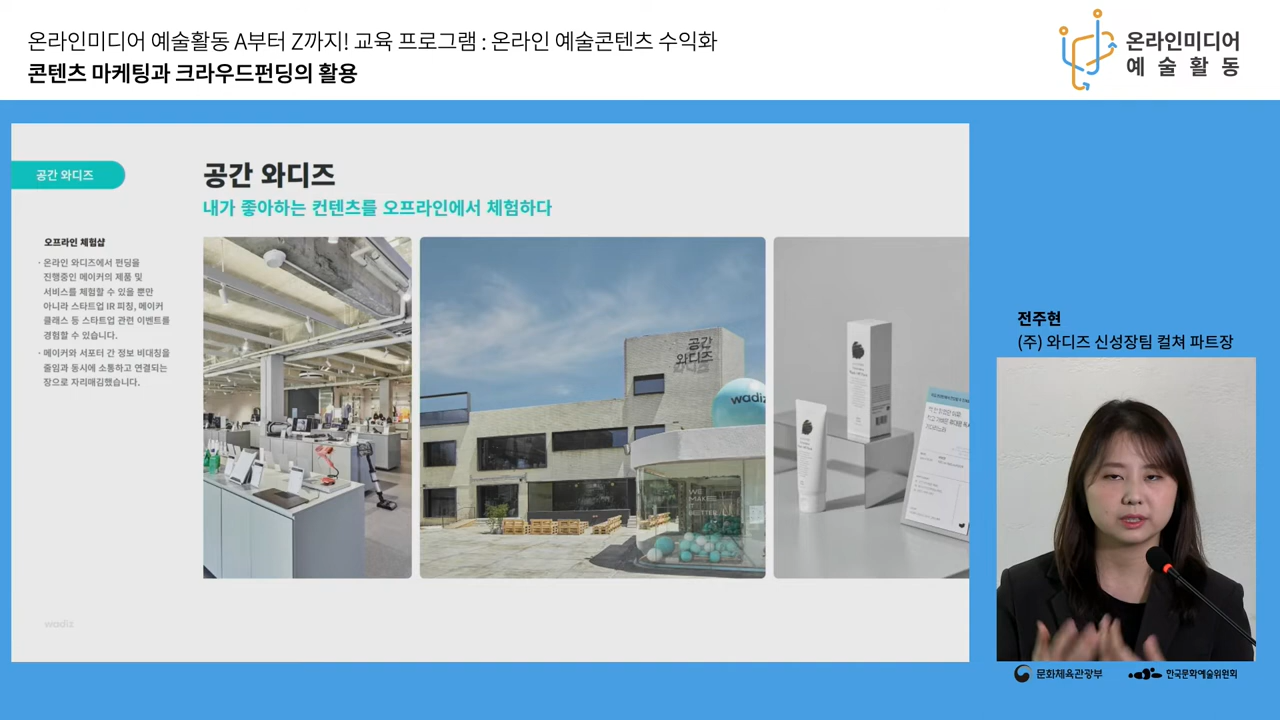 온라인미디어 예술활동 A부터 Z까지! 교육 프로그램 : 온라인 예술콘텐츠 수익화
콘텐츠 마케팅과 크라우드펀딩의 활용
온라인미디어
예술활동
공간 와디즈
공간 와디즈
내가 좋아하는 컨텐츠를 오프라인에서 체험하다
오프라인 체험샵
· 온라인 와디즈에서 펀딩을
진행중인 메이커의 제품 및
서비스를 체험할 수 있을 뿐만
아니라 스타트업 IR 피칭, 메이커
클래스 등 스타트업 관련 이벤트를
경험할 수 있습니다.
· 메이커와 서포터 간 정보 비대칭을
줄임과 동시에 소통하고 연결되는
장으로 자리매김했습니다.
공간
와디즈
wadiz
WE
MAKE
wadiz
전주현
(주) 와디즈 신성장팀 컬쳐 파트장
문화체육관광부
한국문화예술위원회